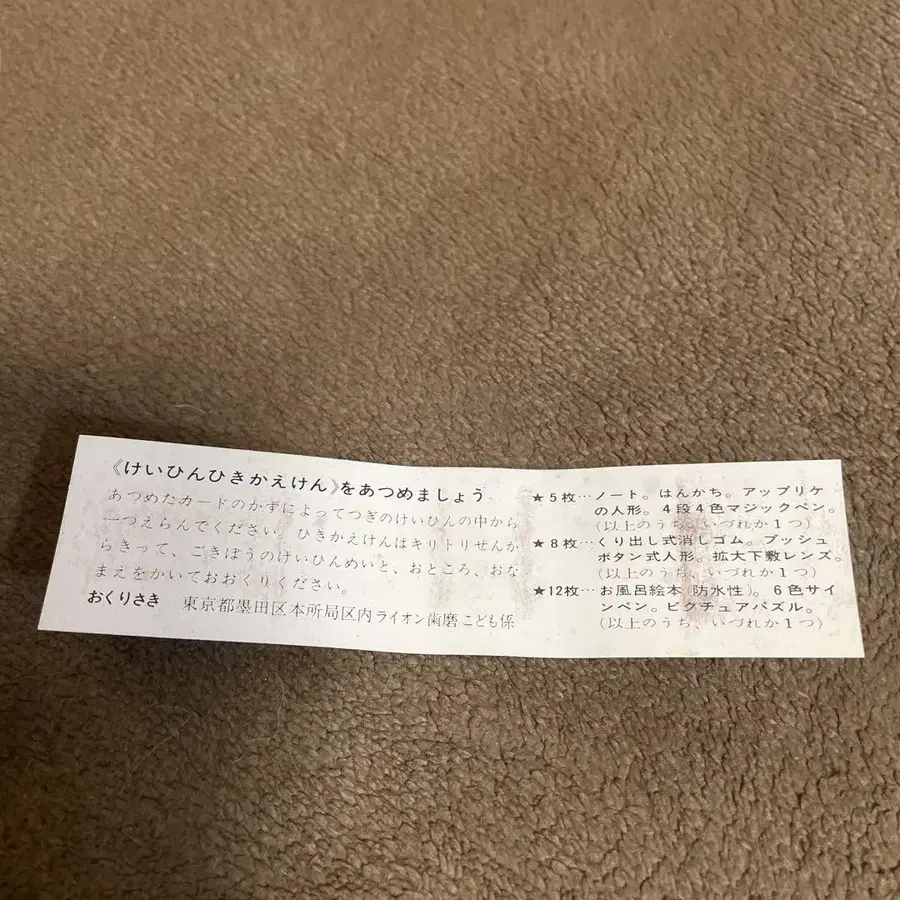 《けいひんひきかえけん》をあつめましょう
あつめたカードのかずによってつぎのけいひんの中から
一つえらんでください。ひきかえけんはキリトリせんか
らきって、ごきぼうのけいひんめいと、おところ、おな
まえをかいておおくりください。
おくりさき 東京都墨田区本所局区内ライオン歯磨こども係
★5枚…ノート。はんかち。アップリケ
の人形。4段4色マジックペン。
(以上のうち、いづれか1つ)
★8枚…くり出し式消しゴム。プッシュ
ボタン式人形。拡大下敷レンズ。
(以上のうち、いづれか1つ)
★12枚…お風呂絵本(防水性)。6色サイ
ンペン。ピクチュアパズル。
(以上のうち、いづれか1つ)